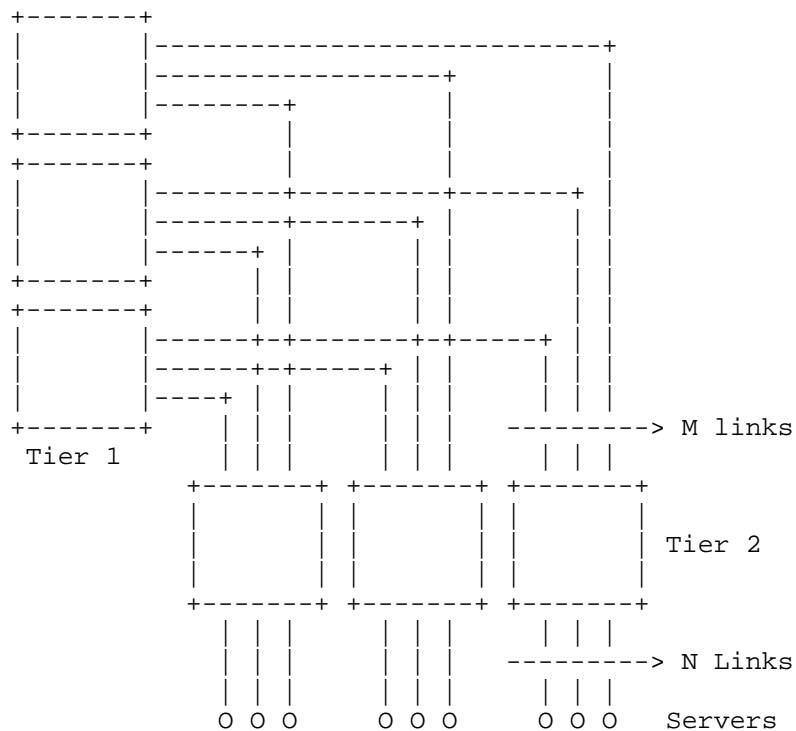 M links
Tier 1
Tier 2
N Links
O O O O O O O O O Servers